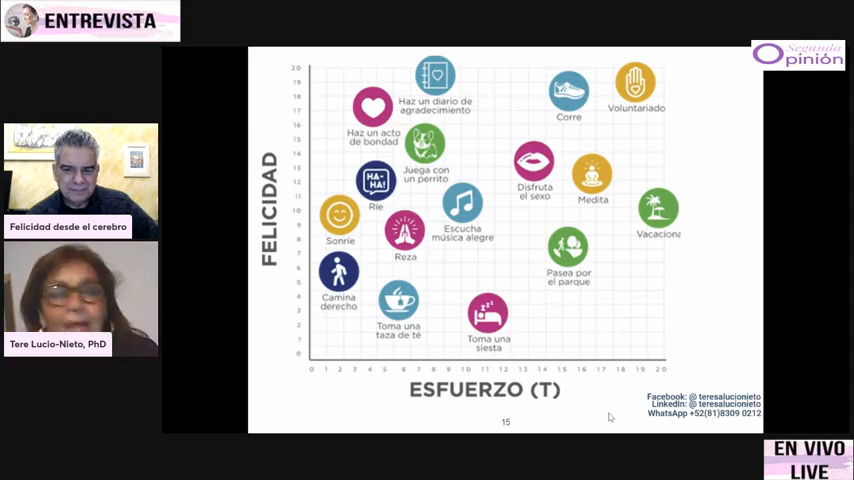 ENTREVISTA
Segunda
Opinión
Felicidad desde el cerebro
Tere Lucio-Nieto, PhD
FELICIDAD
20
19
18
17
16
15
14
13
12
11
10
9
8
7
6
5
4
3
2
1
0
Haz un diario de
agradecimiento
Corre
Voluntariado
Haz un acto
de bondad
Juega con
un perrito
HA-
HA!
Ríe
Disfruta
el sexo
Medita
Sonríe
Reza
Escucha
música alegre
Vaciona
Pasea por
el parque
Camina
derecho
Toma una
taza de té
zzz
Toma una
siesta
0 1 2 3 4 5 6 7 8 9 10 11 12 13 14 15 16 17 18 19 20
ESFUERZO (T)
Facebook: @ teresalucionieto
LinkedIn: @ teresalucionieto
WhatsApp +52(81)8309 0212
15
EN VIVO
LIVE